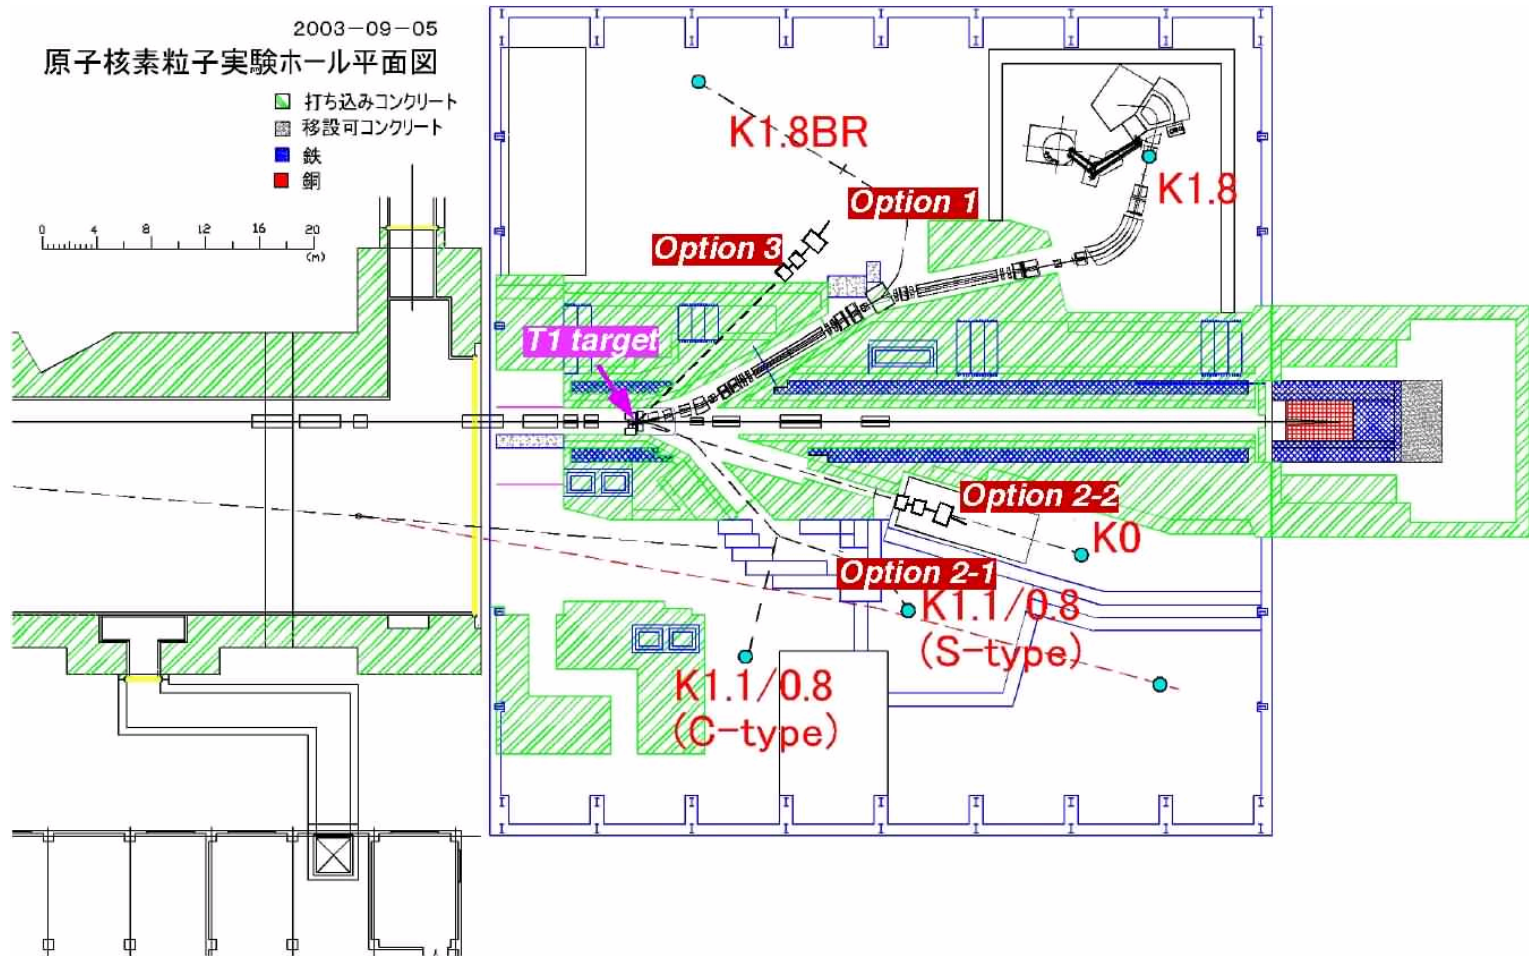 2003-09-05
原子核素粒子実験ホール平面図
打ち込みコンクリート
移設可コンクリート
鉄
銅
0 4 8 12 16 20
(m)
K1.8BR
K1.8
Option 1
Option 3
T1 target
Option 2-2
K0
Option 2-1
K1.1/0.8
(S-type)
K1.1/0.8
(C-type)